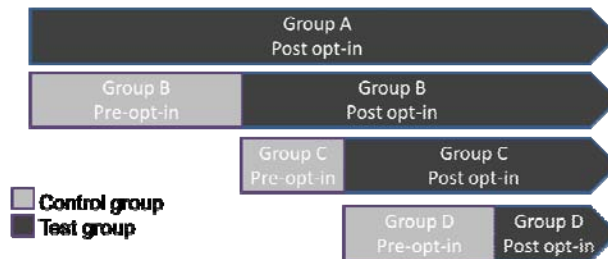 Group A
Post opt-in
Group B
Pre-opt-in
Group B
Post opt-in
Group C
Pre-opt-in
Group C
Post opt-in
Group D
Pre-opt-in
Group D
Post opt-in
Control group
Test group